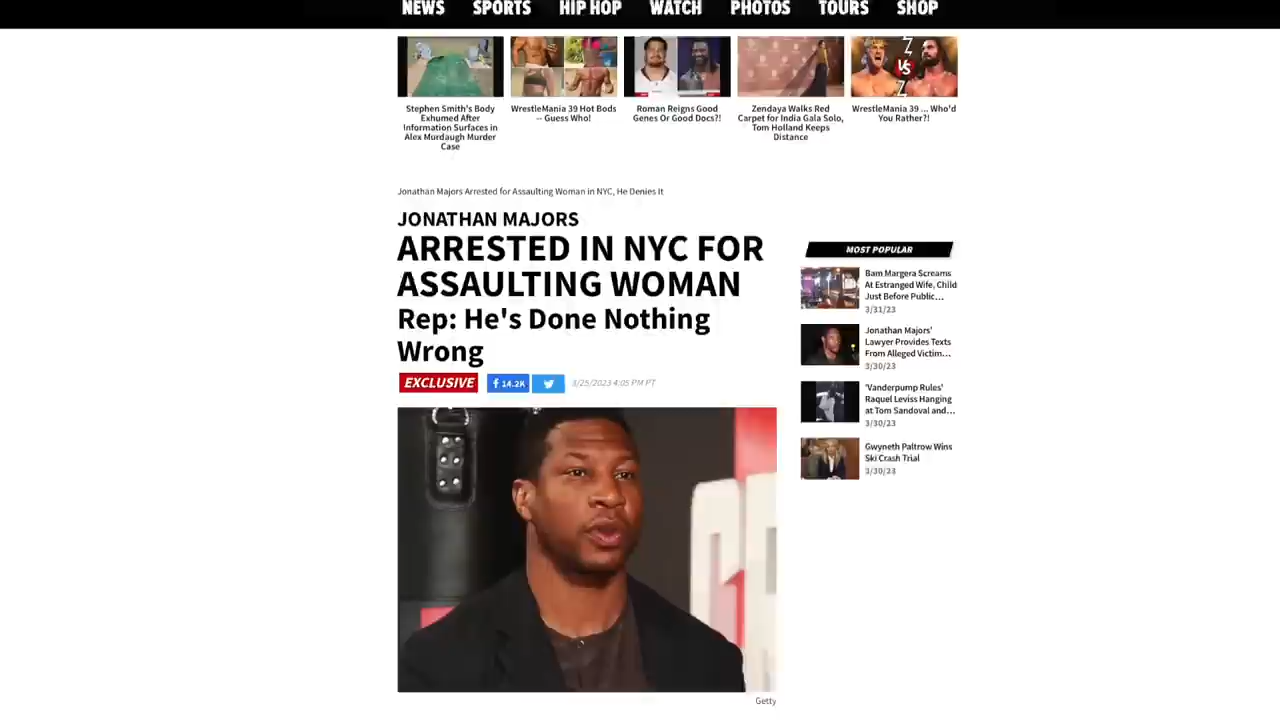 NEWS SPORTS HIP HOP WATCH PHOTOS TOURS SHOP
Stephen Smith's Body
Exhumed After
Information Surfaces in
Alex Murdaugh Murder
Case
WrestleMania 39 Hot Bods
-- Guess Who!
Roman Reigns Good
Genes Or Good Docs?!
Zendaya Walks Red
Carpet for India Gala Solo,
Tom Holland Keeps
Distance
VS
WrestleMania 39 ... Who'd
You Rather?!
Jonathan Majors Arrested for Assaulting Woman in NYC, He Denies It
JONATHAN MAJORS
ARRESTED IN NYC FOR
ASSAULTING WOMAN
Rep: He's Done Nothing
Wrong
EXCLUSIVE 14.2K 3/25/2023 4:05 PM PT
Getty
MOST POPULAR
Bam Margera Screams
At Estranged Wife, Child
Just Before Public...
3/31/23
Jonathan Majors'
Lawyer Provides Texts
From Alleged Victim...
3/30/23
'Vanderpump Rules'
Raquel Leviss Hanging
at Tom Sandoval and...
3/30/23
Gwyneth Paltrow Wins
Ski Crash Trial
3/30/23